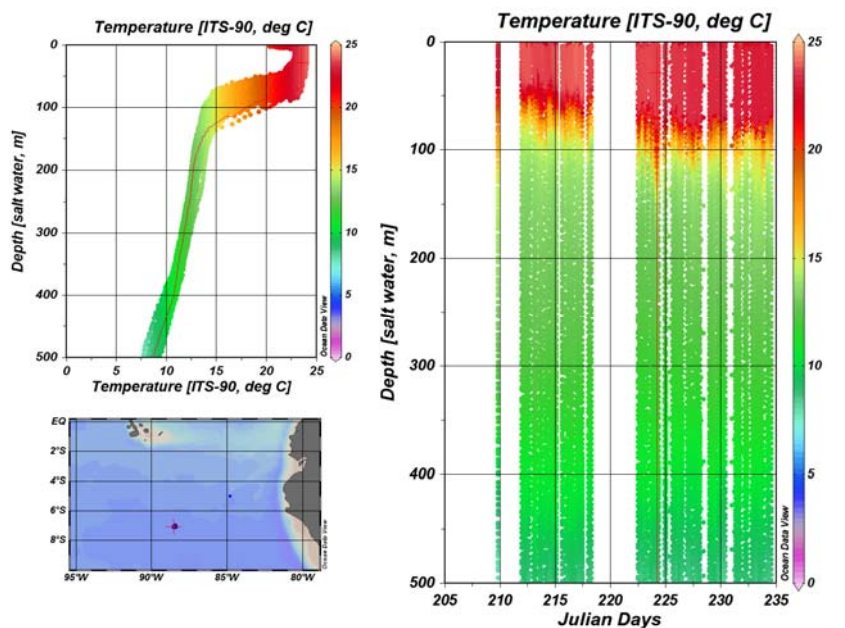 Temperature [ITS-90, deg C]
0
100
200
300
400
500
Depth [salt water, m]
0
5
10
15
20
25
Temperature [ITS-90, deg C]
25
20
15
10
5
0
Ocean Data View
EQ
2°S
4°S
6°S
8°S
95°W
90°W
85°W
80°W
Ocean Data View
Temperature [ITS-90, deg C]
0
100
200
300
400
500
Depth [salt water, m]
205
210
215
220
225
230
235
Julian Days
25
20
15
10
5
0
Ocean Data View